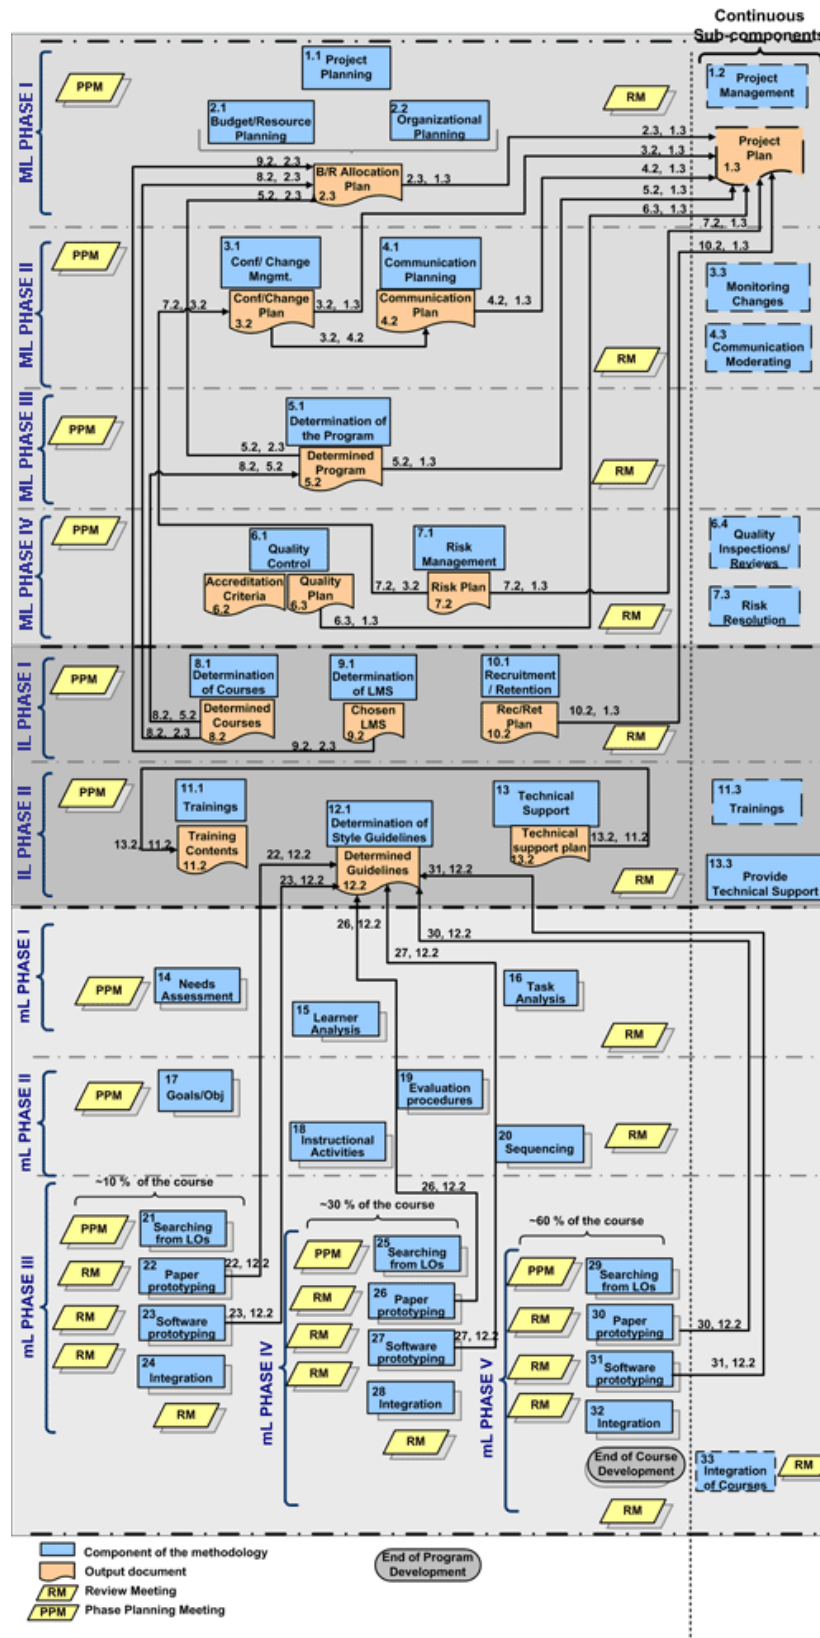 Continuous
Sub-components
ML PHASE I
PPM
1.1 Project
Planning
RM
1.2
Project
Management
2.1
Budget/Resource
Planning
2.2
Organizational
Planning
2.3, 1.3
Project
Plan
1.3
3.2, 1.3
9.2, 2.3
4.2, 1.3
8.2, 2.3
B/R Allocation
Plan
2.3
2.3, 1.3
5.2, 2.3
5.2, 1.3
6.3, 1.3
7.2, 1.3
10.2, 1.3
ML PHASE II
PPM
3.1
Conf/ Change
Mngmt.
4.1
Communication
Planning
3.3
Monitoring
Changes
7.2, 3.2
Conf/Change
Plan
3.2
3.2, 1.3
Communication
Plan
4.2
4.2, 1.3
3.2, 4.2
4.3
Communication
Moderating
RM
ML PHASE III
PPM
5.1
Determination of
the Program
5.2, 2.3
8.2, 5.2
Determined
Program
5.2
5.2, 1.3
RM
ML PHASE IV
PPM
6.1
Quality
Control
7.1
Risk
Management
6.4
Quality
Inspections/
Reviews
Accreditation
Criteria
6.2
Quality
Plan
6.3
7.2, 3.2
Risk Plan
7.2
7.2, 1.3
6.3, 1.3
RM
7.3
Risk
Resolution
IL PHASE I
PPM
8.1
Determination
of Courses
9.1
Determination
of LMS
10.1
Recruitment
/ Retention
8.2, 5.2
Determined
Courses
8.2
Chosen
LMS
9.2
Rec/Ret
Plan
10.2
10.2, 1.3
8.2, 2.3
9.2, 2.3
RM
IL PHASE II
PPM
11.1
Trainings
12.1
Determination of
Style Guidelines
13
Technical
Support
11.3
Trainings
13.2, 11.2
Training
Contents
11.2
22, 12.2
Determined
Guidelines
12.2
Technical
support plan
13.2
13.2, 11.2
23, 12.2
31, 12.2
RM
13.3
Provide
Technical Support
26, 12.2
30, 12.2
27, 12.2
mL PHASE I
PPM
14
Needs
Assessment
15
Learner
Analysis
16
Task
Analysis
RM
mL PHASE II
PPM
17
Goals/Obj
19
Evaluation
procedures
18
Instructional
Activities
20
Sequencing
RM
mL PHASE III
~10 % of the course
PPM
21
Searching
from LOs
RM
22
Paper
prototyping
22, 12.2
RM
23
Software
prototyping
23, 12.2
RM
24
Integration
RM
mL PHASE IV
26, 12.2
~30 % of the course
PPM
25
Searching
from LOs
RM
26
Paper
prototyping
RM
27
Software
prototyping
27, 12.2
RM
28
Integration
RM
mL PHASE V
~60 % of the course
PPM
29
Searching
from LOs
RM
30
Paper
prototyping
30, 12.2
RM
31
Software
prototyping
31, 12.2
RM
32
Integration
End of Course
Development
RM
33
Integration
of Courses
RM
Component of the methodology
Output document
RM
Review Meeting
PPM
Phase Planning Meeting
End of Program
Development